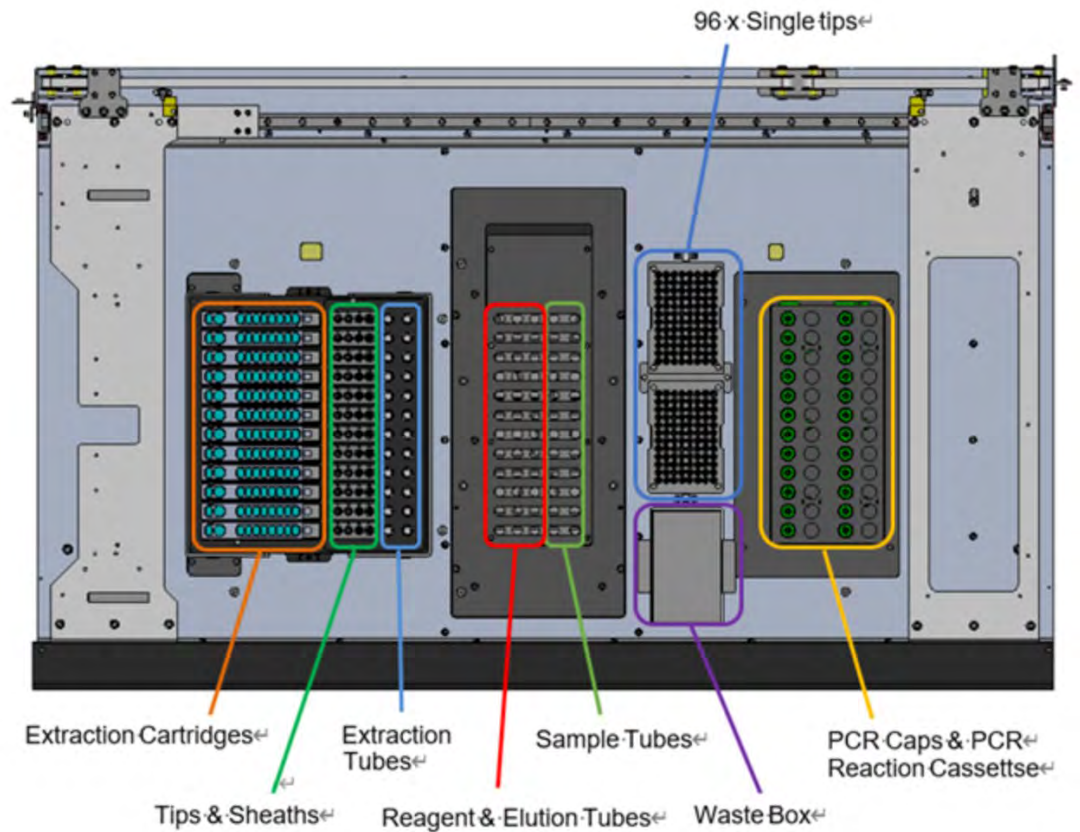 96 x Single tips↵
Extraction Cartridges↵
Extraction
Tubes↵
Sample Tubes↵
PCR Caps & PCR↵
Reaction Cassettse↵
↵
Tips & Sheaths↵
Reagent & Elution Tubes↵
Waste Box↵